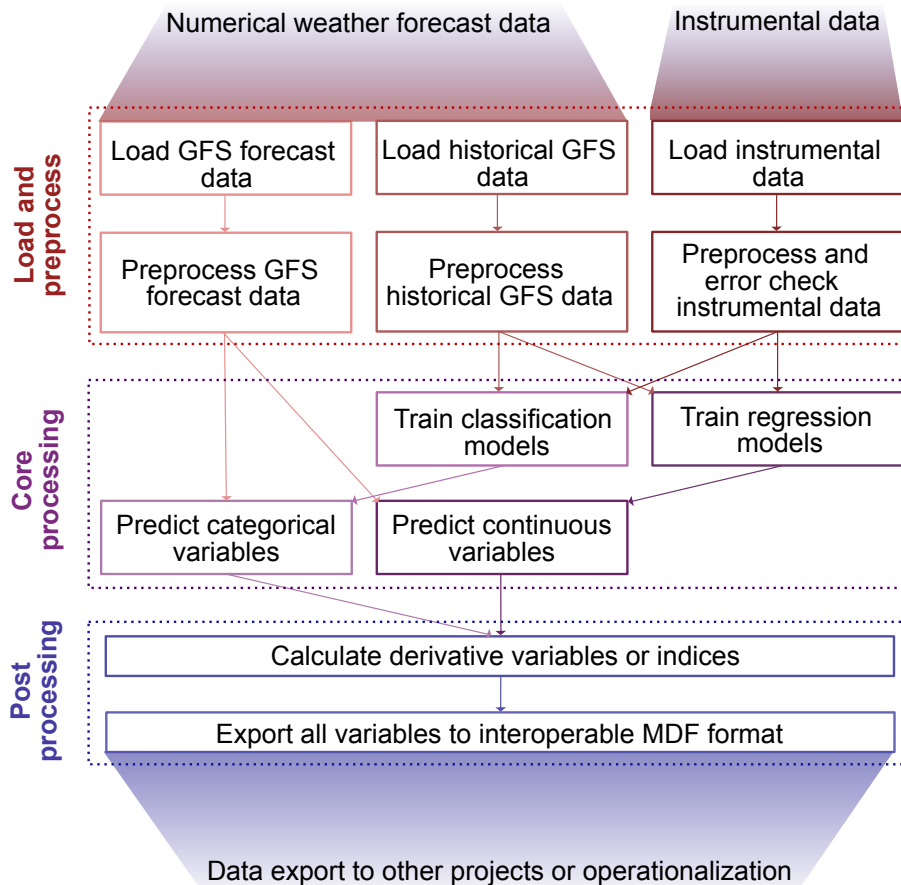 Numerical weather forecast data
Instrumental data
Load and
preprocess
Load GFS forecast
data
Load historical GFS
data
Load instrumental
data
Preprocess GFS
forecast data
Preprocess
historical GFS data
Preprocess and
error check
instrumental data
Core
processing
Train classification
models
Train regression
models
Predict categorical
variables
Predict continuous
variables
Post
processing
Calculate derivative variables or indices
Export all variables to interoperable MDF format
Data export to other projects or operationalization